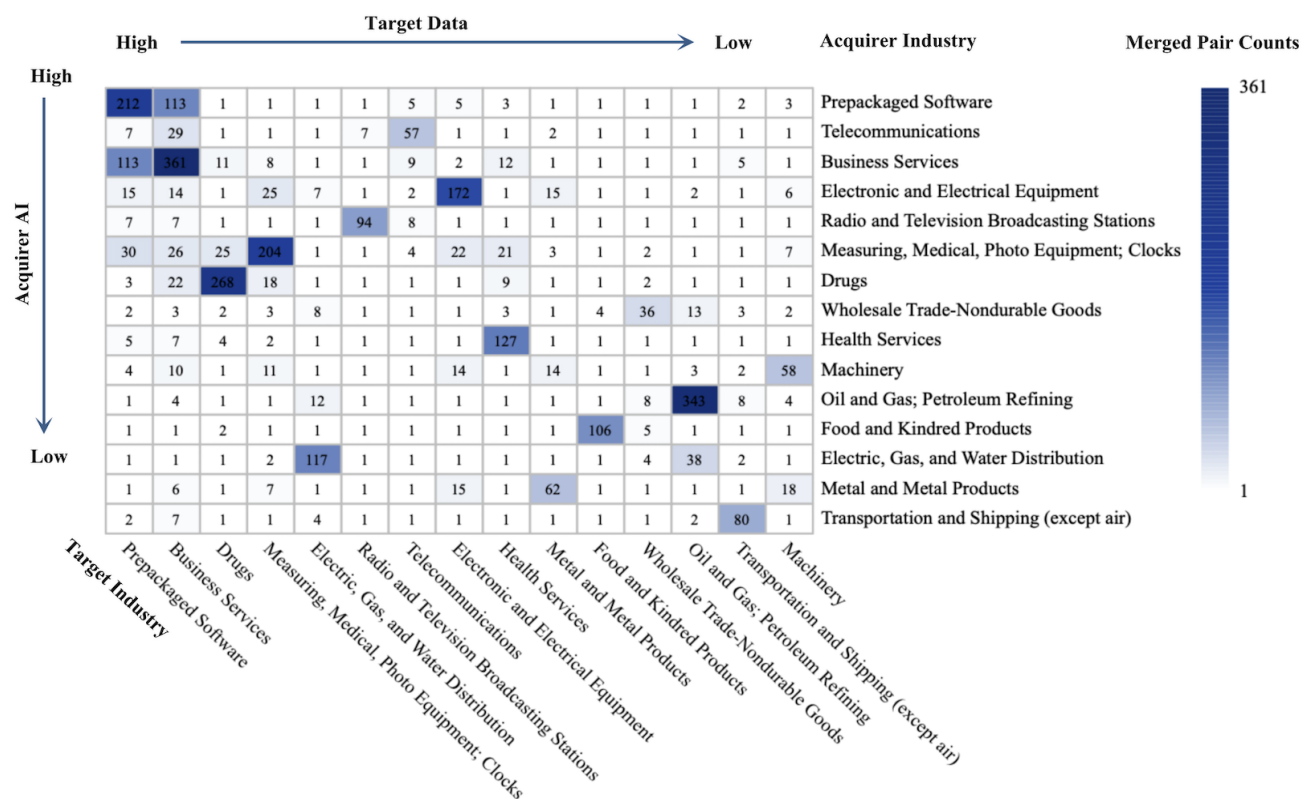 Target Data
High Low Acquirer Industry Merged Pair Counts
High
361
212 113 1 1 1 1 5 5 3 1 1 1 1 2 3 Prepackaged Software
7 29 1 1 1 7 57 1 1 2 1 1 1 1 1 Telecommunications
113 361 11 8 1 1 9 2 12 1 1 1 1 5 1 Business Services
15 14 1 25 7 1 2 172 1 15 1 1 2 1 6 Electronic and Electrical Equipment
7 7 1 1 1 94 8 1 1 1 1 1 1 1 1 Radio and Television Broadcasting Stations
30 26 25 204 1 1 4 22 21 3 1 2 1 1 7 Measuring, Medical, Photo Equipment; Clocks
3 22 268 18 1 1 1 1 9 1 1 2 1 1 1 Drugs
2 3 2 3 8 1 1 1 3 1 4 36 13 3 2 Wholesale Trade-Nondurable Goods
5 7 4 2 1 1 1 1 127 1 1 1 1 1 1 Health Services
4 10 1 11 1 1 1 14 1 14 1 1 3 2 58 Machinery
1 4 1 12 1 1 1 1 1 1 8 343 8 4 Oil and Gas; Petroleum Refining
1 1 2 1 1 1 1 1 1 1 106 5 1 1 1 Food and Kindred Products
1 1 1 2 117 1 1 1 1 1 1 4 38 2 1 Electric, Gas, and Water Distribution
1 6 1 7 1 1 1 15 1 62 1 1 1 1 18 Metal and Metal Products
2 7 1 1 4 1 1 1 1 1 1 1 2 80 1 Transportation and Shipping (except air)
Acquirer AI
Low
1
Target Industry
Prepackaged Software
Business Services
Drugs
Measuring, Medical, Photo Equipment; Clocks
Electric, Gas, and Water Distribution
Radio and Television Broadcasting Stations
Telecommunications
Electronic and Electrical Equipment
Health Services
Metal and Metal Products
Food and Kindred Products
Wholesale Trade-Nondurable Goods
Oil and Gas; Petroleum Refining
Transportation and Shipping (except air)
Machinery